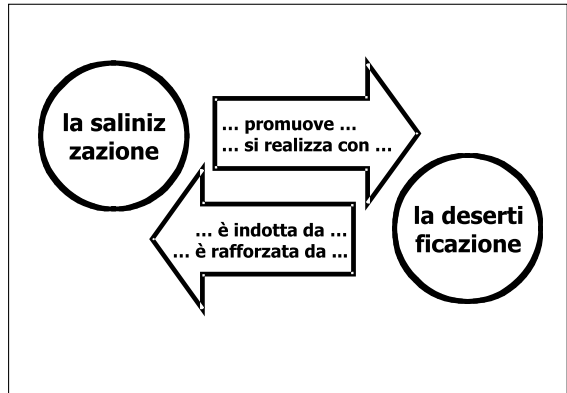 la saliniz
zazione
... promuove ...
... si realizza con ...
... è indotta da ...
... è rafforzata da ...
la deserti
ficazione